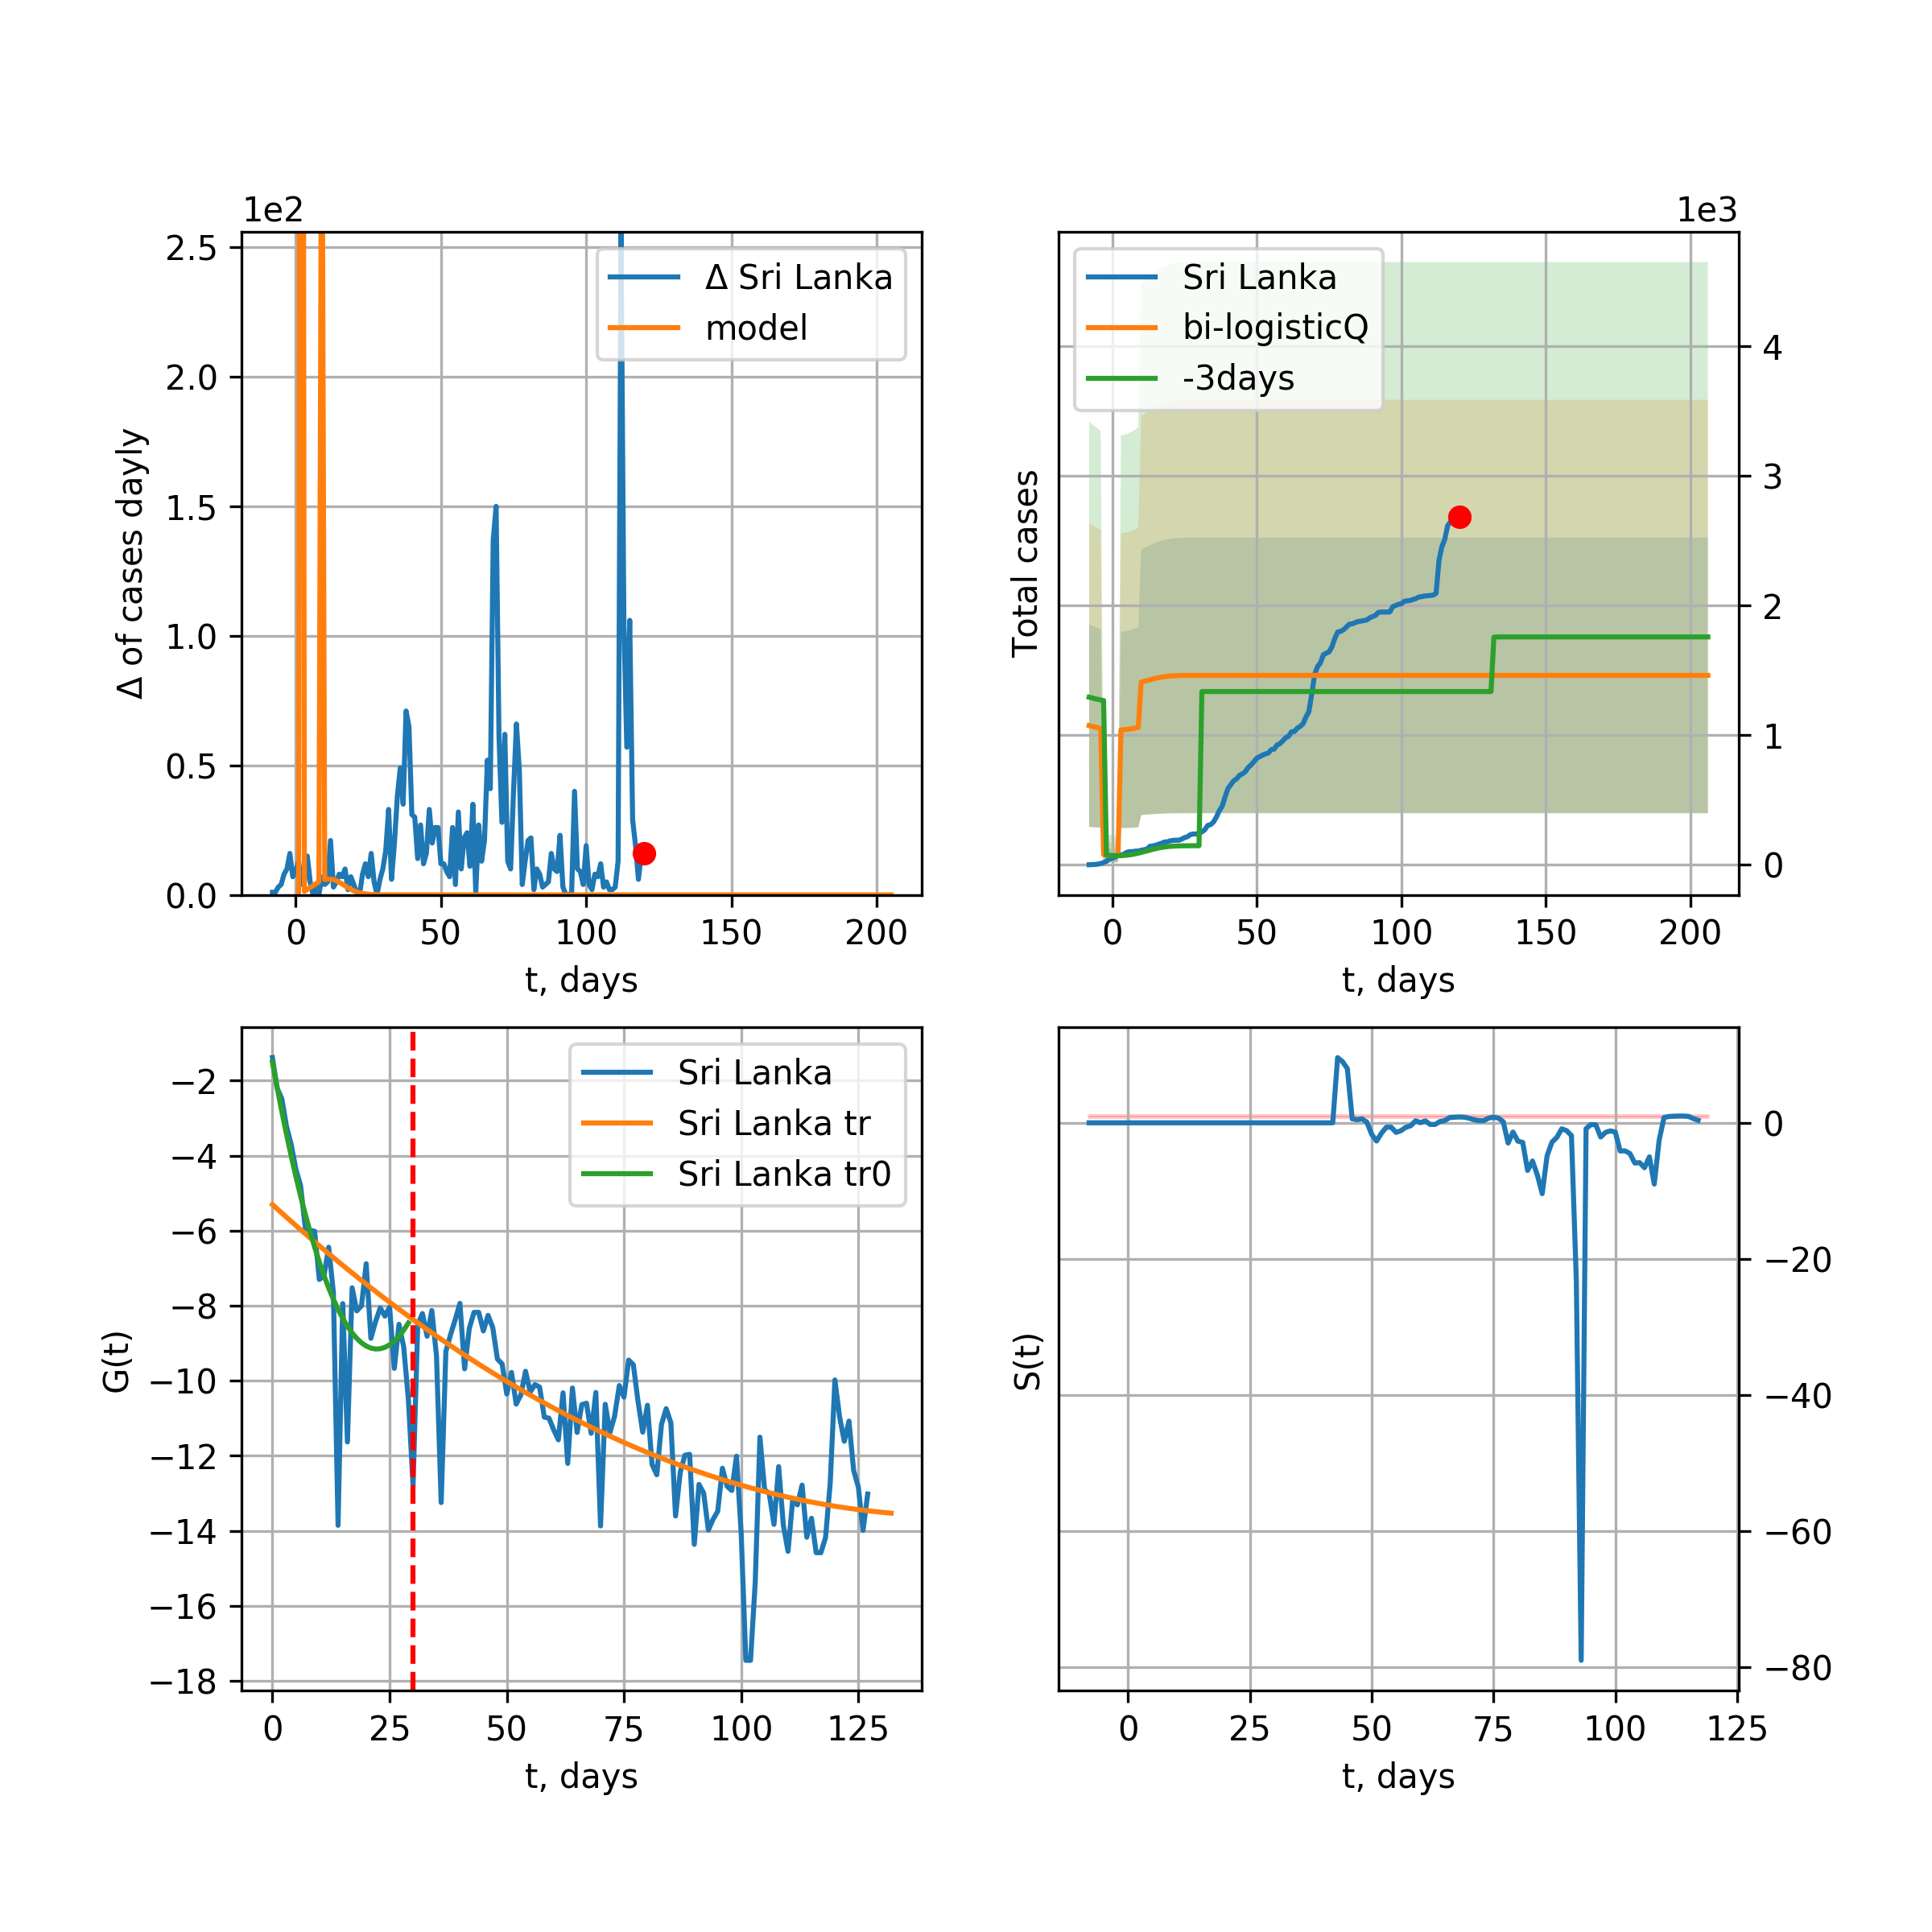 1e2
Δ of cases dayly
2.5
2.0
1.5
1.0
0.5
0.0
Δ Sri Lanka
model
0 50 100 150 200
t, days
1e3
Total cases
Sri Lanka
bi-logisticQ
-3days
4
3
2
1
0
0 50 100 150 200
t, days
G(t)
−2
−4
−6
−8
−10
−12
−14
−16
−18
Sri Lanka
Sri Lanka tr
Sri Lanka tr0
0 25 50 75 100 125
t, days
S(t)
0
−20
−40
−60
−80
0 25 50 75 100 125
t, days